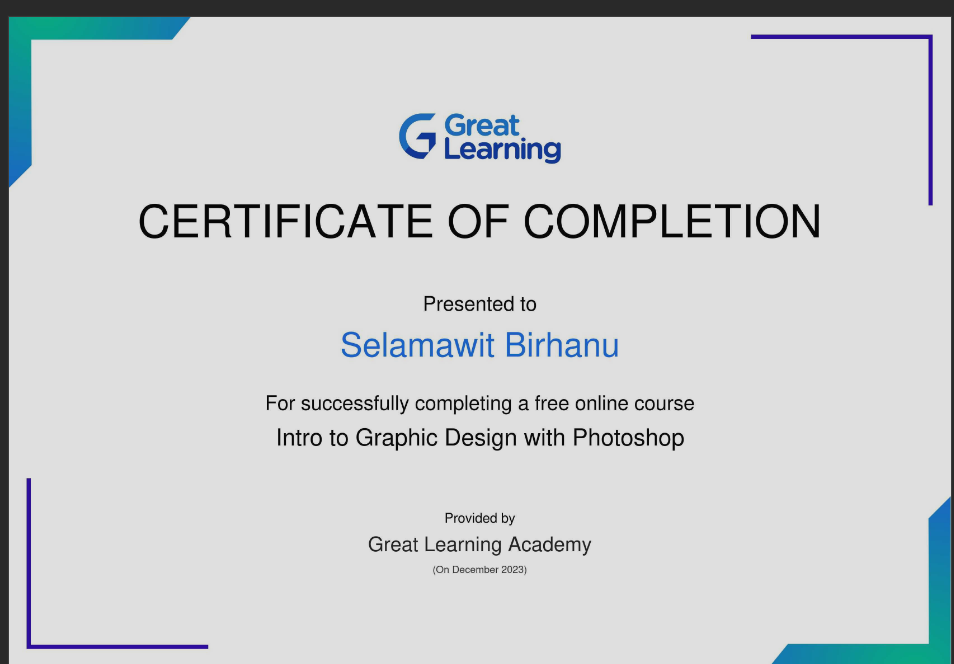 Great
Learning
CERTIFICATE OF COMPLETION
Presented to
Selamawit Birhanu
For successfully completing a free online course
Intro to Graphic Design with Photoshop
Provided by
Great Learning Academy
(On December 2023)